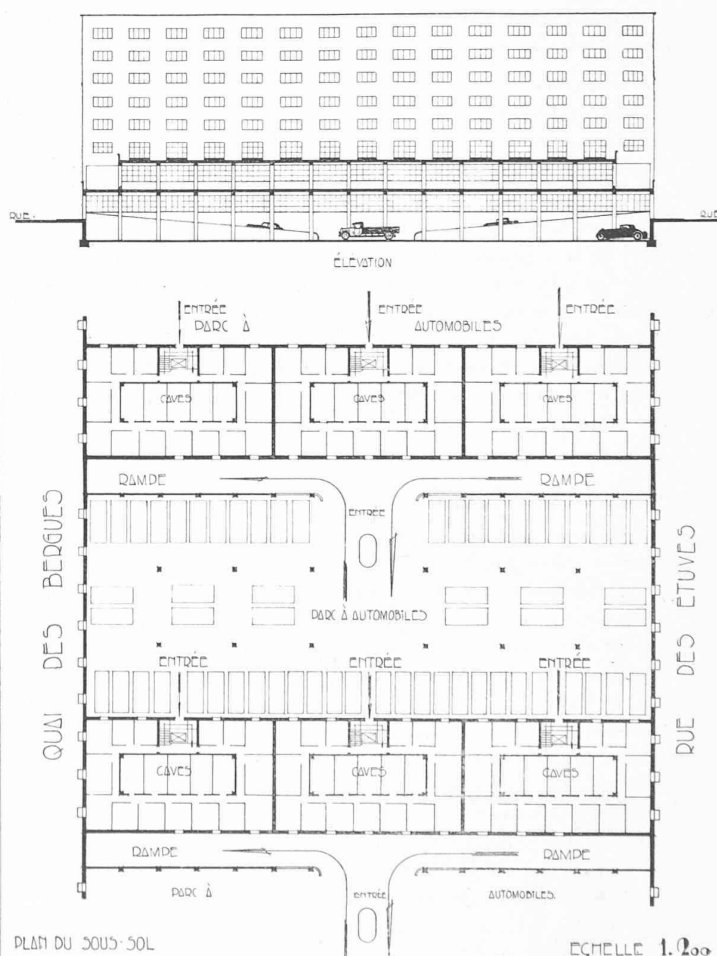 RUE. RUE
ÉLÉVATION
ENTRÉE ENTRÉE ENTRÉE
PARC À AUTOMOBILES
CAVES CAVES CAVES
RAMPE RAMPE
ENTRÉE
QUAI DES BERGUES
RUE DES ÉTUVES
PARC À AUTOMOBILES
ENTRÉE ENTRÉE ENTRÉE
CAVES CAVES CAVES
RAMPE RAMPE
PARC À ENTRÉE AUTOMOBILES.
PLAN DU SOUS-SOL ECHELLE 1.200